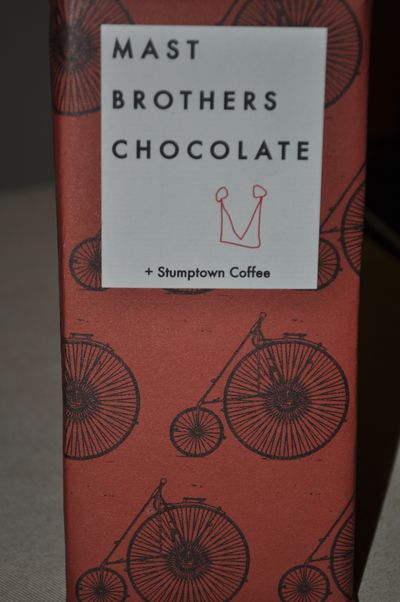 MAST
BROTHERS
CHOCOLATE
+ Stumptown Coffee